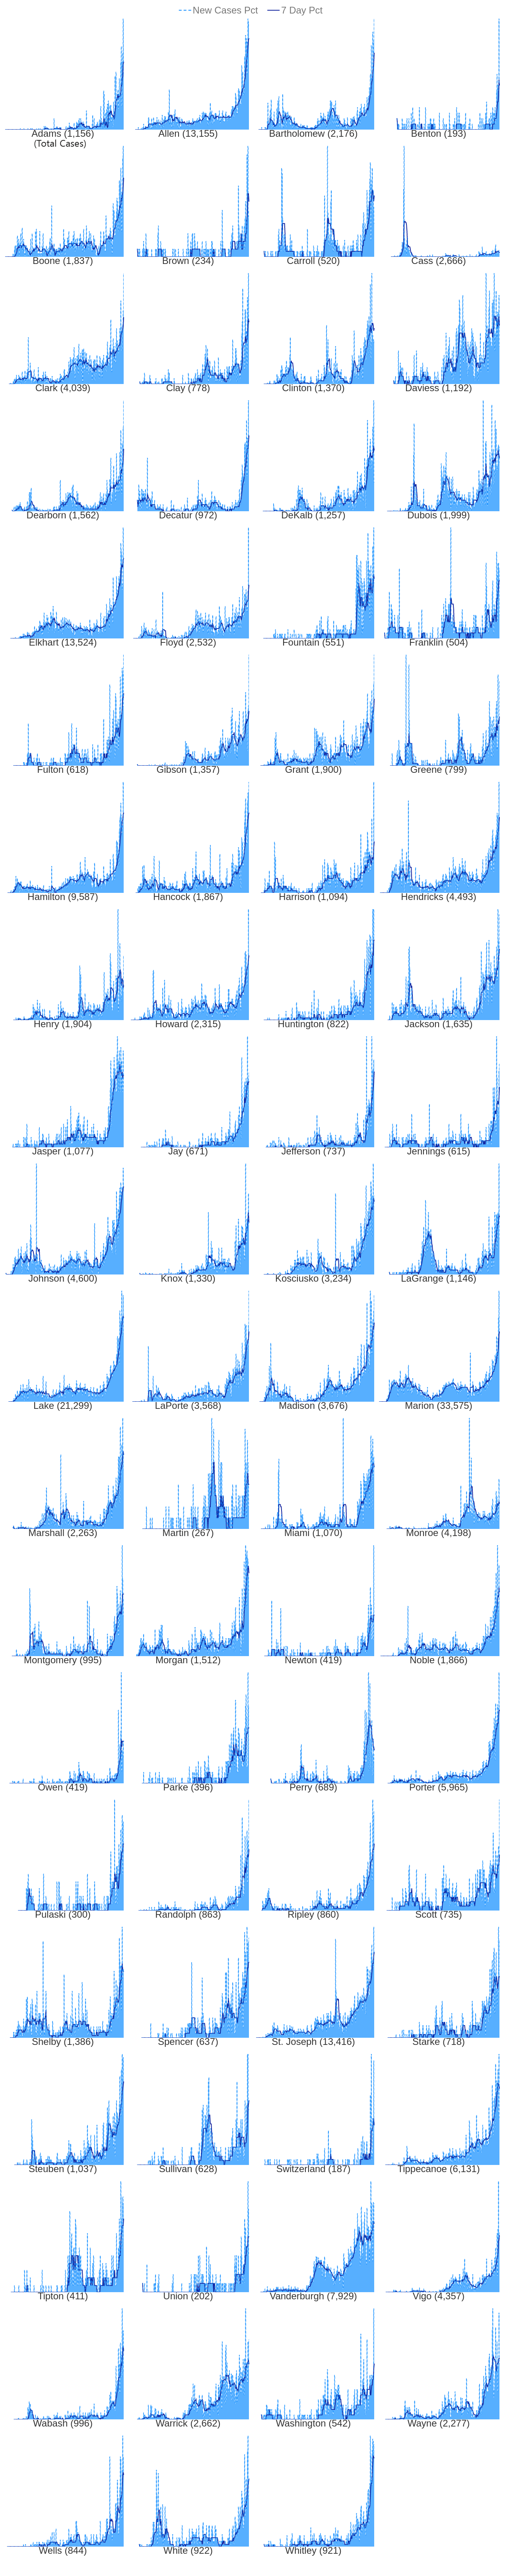 New Cases Pct 7 Day Pct
Adams (1,156) Allen (13,155) Bartholomew (2,176) Benton (193)
(Total Cases)
Boone (1,837) Brown (234) Carroll (520) Cass (2,666)
Clark (4,039) Clay (778) Clinton (1,370) Daviess (1,192)
Dearborn (1,562) Decatur (972) DeKalb (1,257) Dubois (1,999)
Elkhart (13,524) Floyd (2,532) Fountain (551) Franklin (504)
Fulton (618) Gibson (1,357) Grant (1,900) Greene (799)
Hamilton (9,587) Hancock (1,867) Harrison (1,094) Hendricks (4,493)
Henry (1,904) Howard (2,315) Huntington (822) Jackson (1,635)
Jasper (1,077) Jay (671) Jefferson (737) Jennings (615)
Johnson (4,600) Knox (1,330) Kosciusko (3,234) LaGrange (1,146)
Lake (21,299) LaPorte (3,568) Madison (3,676) Marion (33,575)
Marshall (2,263) Martin (267) Miami (1,070) Monroe (4,198)
Montgomery (995) Morgan (1,512) Newton (419) Noble (1,866)
Owen (419) Parke (396) Perry (689) Porter (5,965)
Pulaski (300) Randolph (863) Ripley (860) Scott (735)
Shelby (1,386) Spencer (637) St. Joseph (13,416) Starke (718)
Steuben (1,037) Sullivan (628) Switzerland (187) Tippecanoe (6,131)
Tipton (411) Union (202) Vanderburgh (7,929) Vigo (4,357)
Wabash (996) Warrick (2,662) Washington (542) Wayne (2,277)
Wells (844) White (922) Whitley (921)